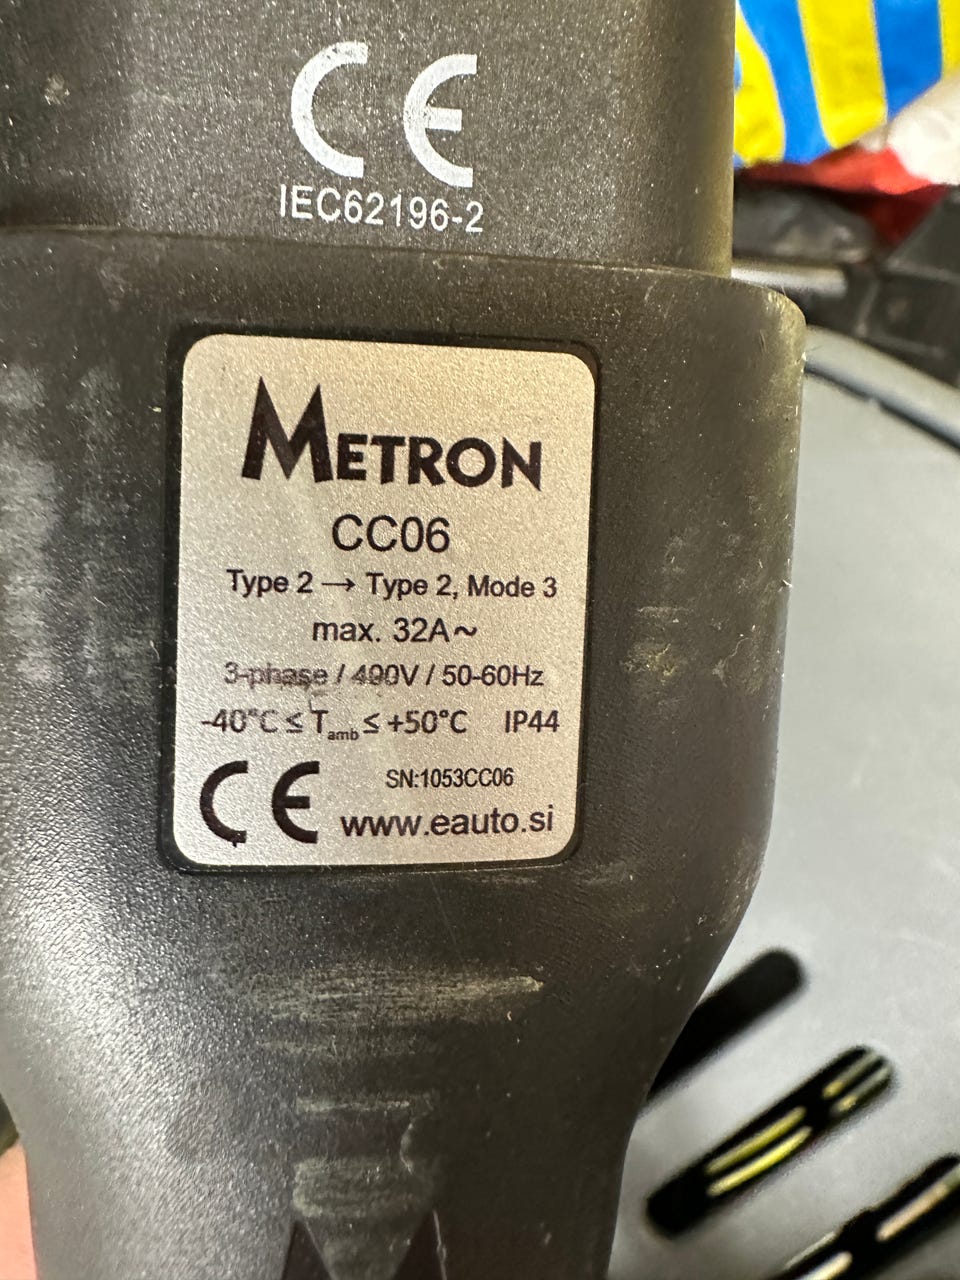 CE
IEC62196-2
METRON
CC06
Type 2 → Type 2, Mode 3
max. 32A~
3-phase / 400V / 50-60Hz
-40°C ≤ Tamb ≤ +50°C IP44
CE SN:1053CC06
www.eauto.si